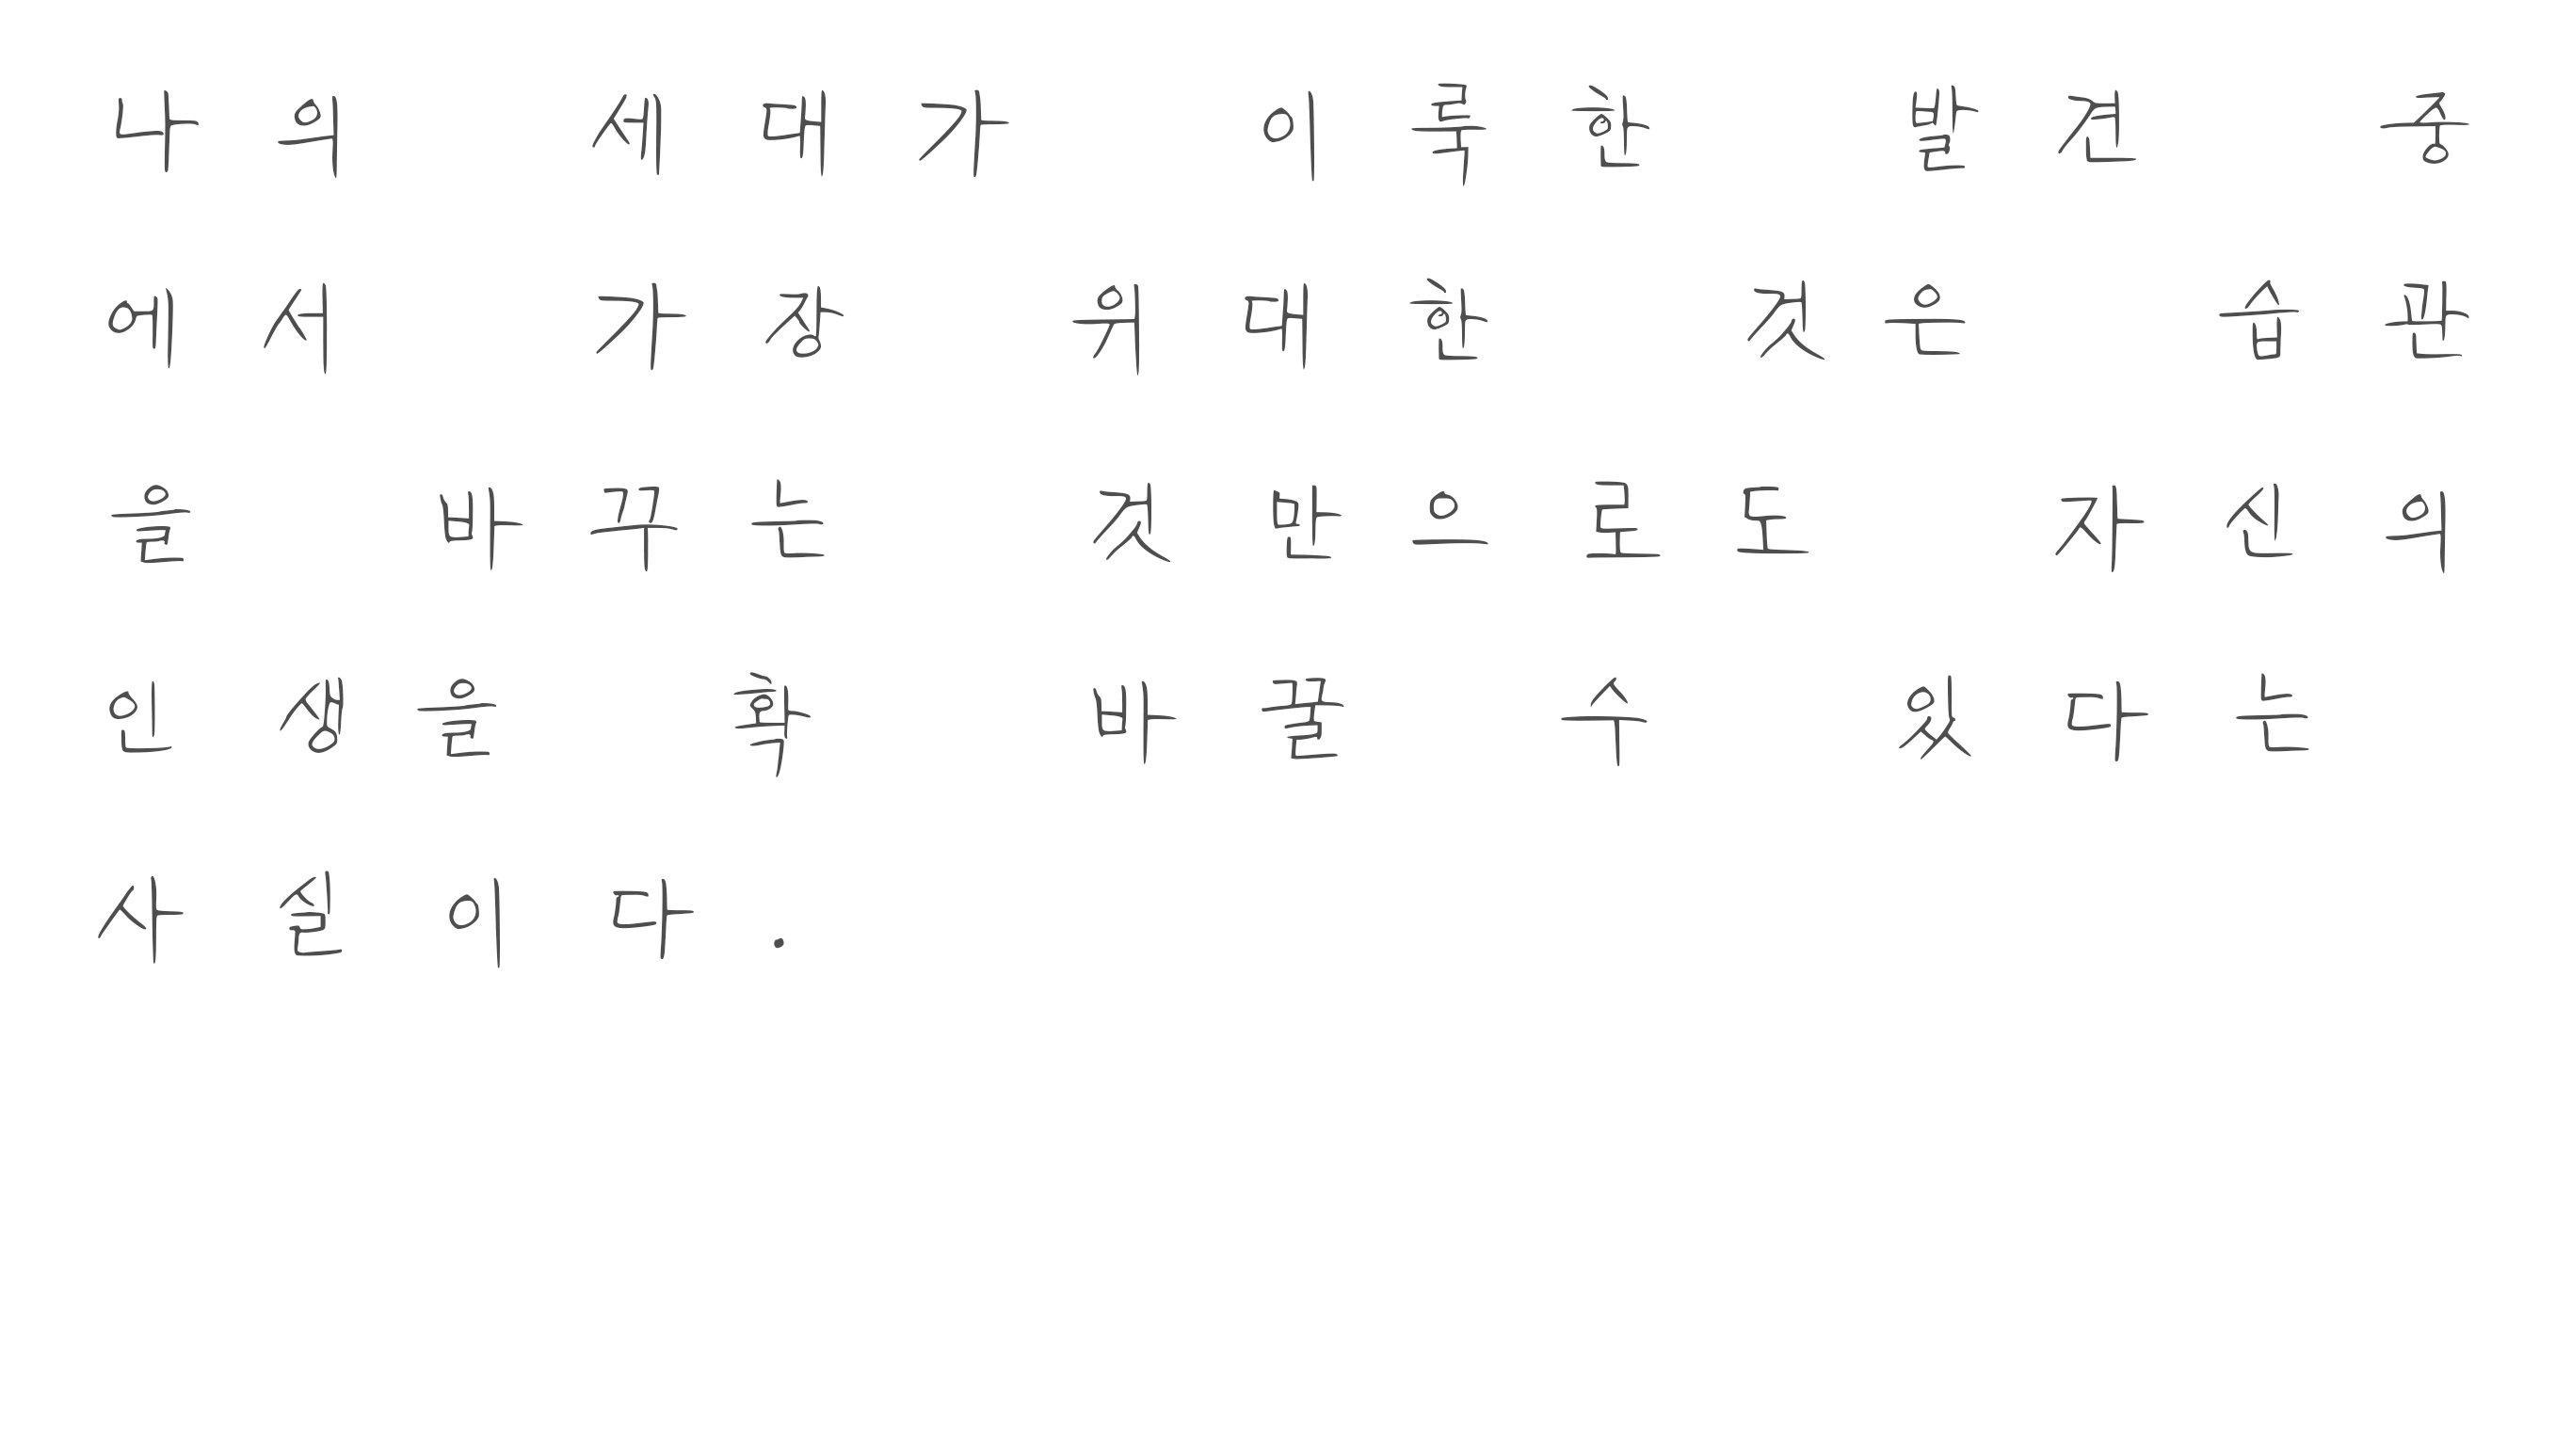 나의 세대가 이룩한 발견 중
에서 가장 위대한 것은 습관
을 바꾸는 것만으로도 자신의
인생을 확 바꿀 수 있다는
사실이다.